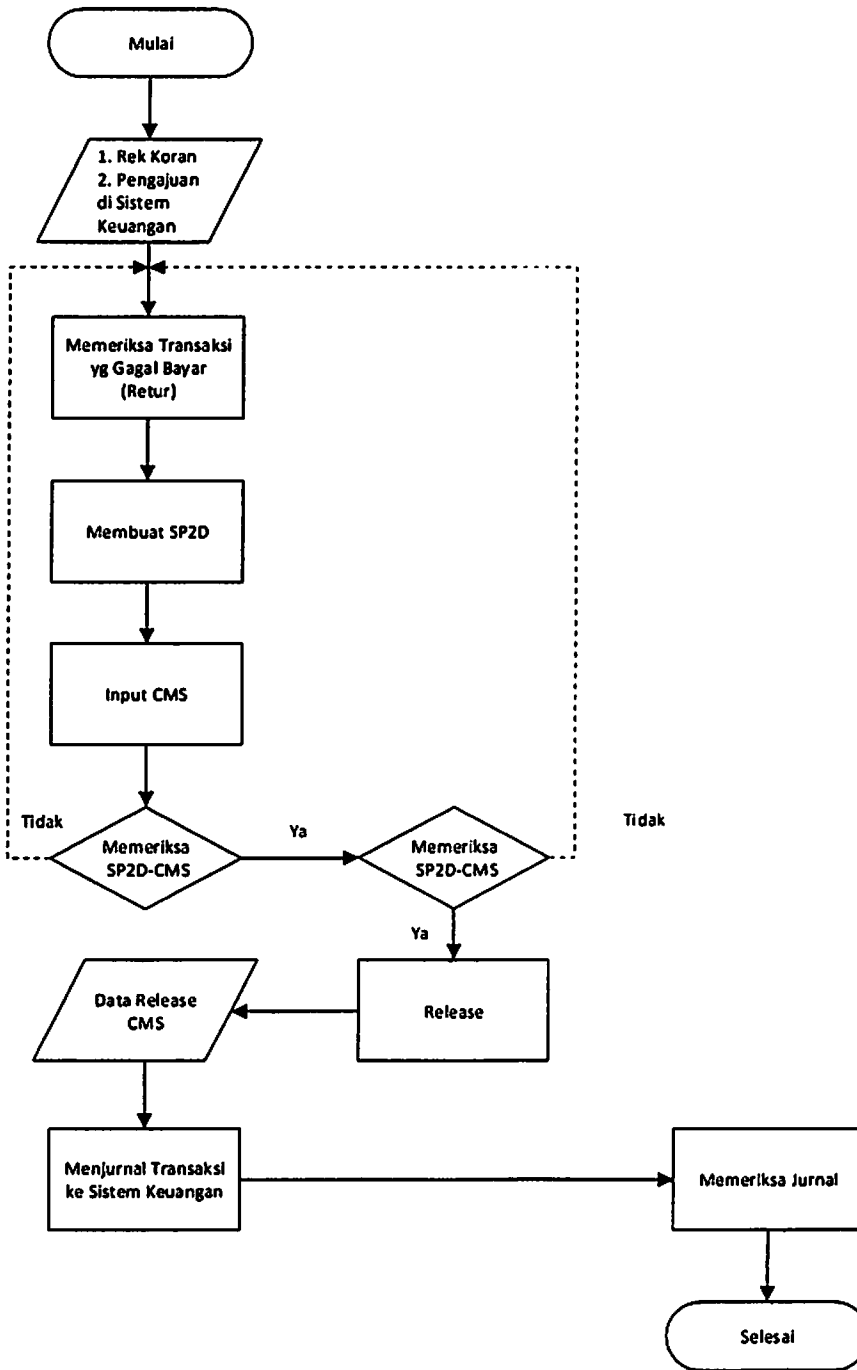 Mulai
1. Rek Koran
2. Pengajuan
di Sistem
Keuangan
Memeriksa Transaksi
yg Gagal Bayar
(Retur)
Membuat SP2D
Input CMS
Tidak
Memeriksa
SP2D-CMS
Ya
Memeriksa
SP2D-CMS
Tidak
Ya
Data Release
CMS
Release
Menjurnal Transaksi
ke Sistem Keuangan
Memeriksa Jurnal
Selesai